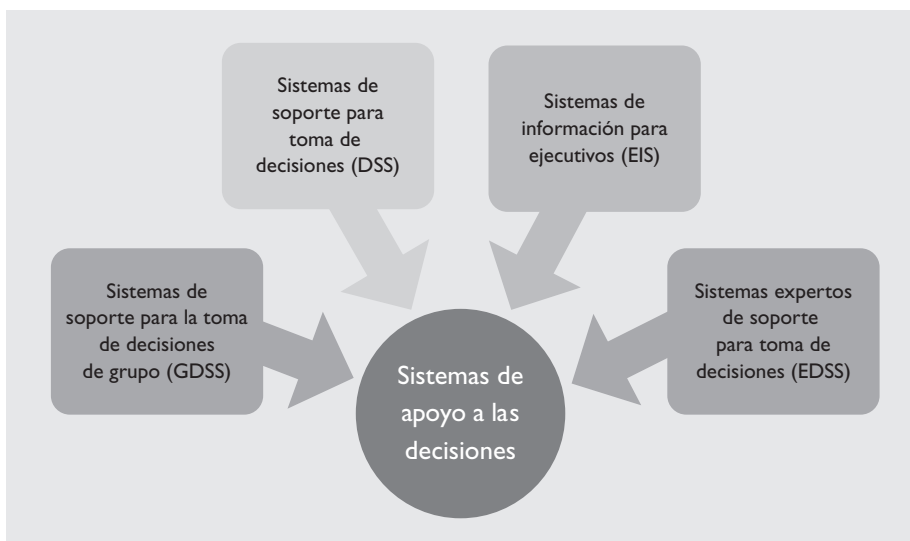 Sistemas de
soporte para
toma de
decisiones (DSS)
Sistemas de
información para
ejecutivos (EIS)
Sistemas de
soporte para la toma
de decisiones
de grupo (GDSS)
Sistemas expertos
de soporte
para toma de
decisiones (EDSS)
Sistemas de
apoyo a las
decisiones